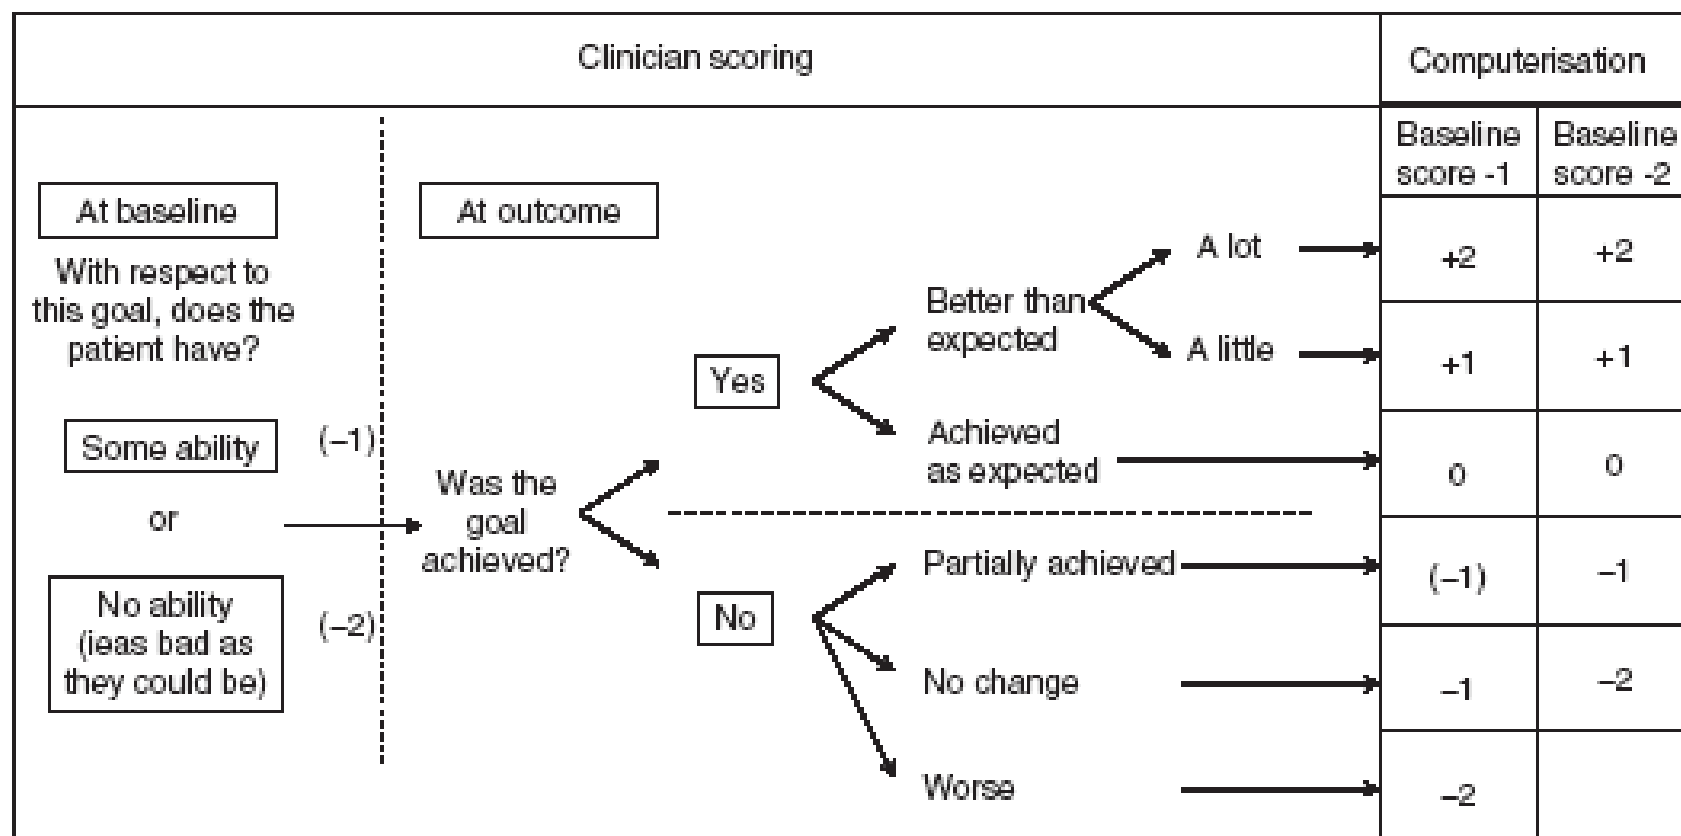 Clinician scoring
Computerisation
Baseline
score -1
Baseline
score -2
At baseline
With respect to
this goal, does the
patient have?
Some ability
(–1)
or
No ability
(ieas bad as
they could be)
(–2)
At outcome
Was the
goal
achieved?
Yes
Better than
expected
A lot
+2
+2
A little
+1
+1
Achieved
as expected
0
0
No
Partially achieved
(–1)
–1
No change
–1
–2
Worse
–2